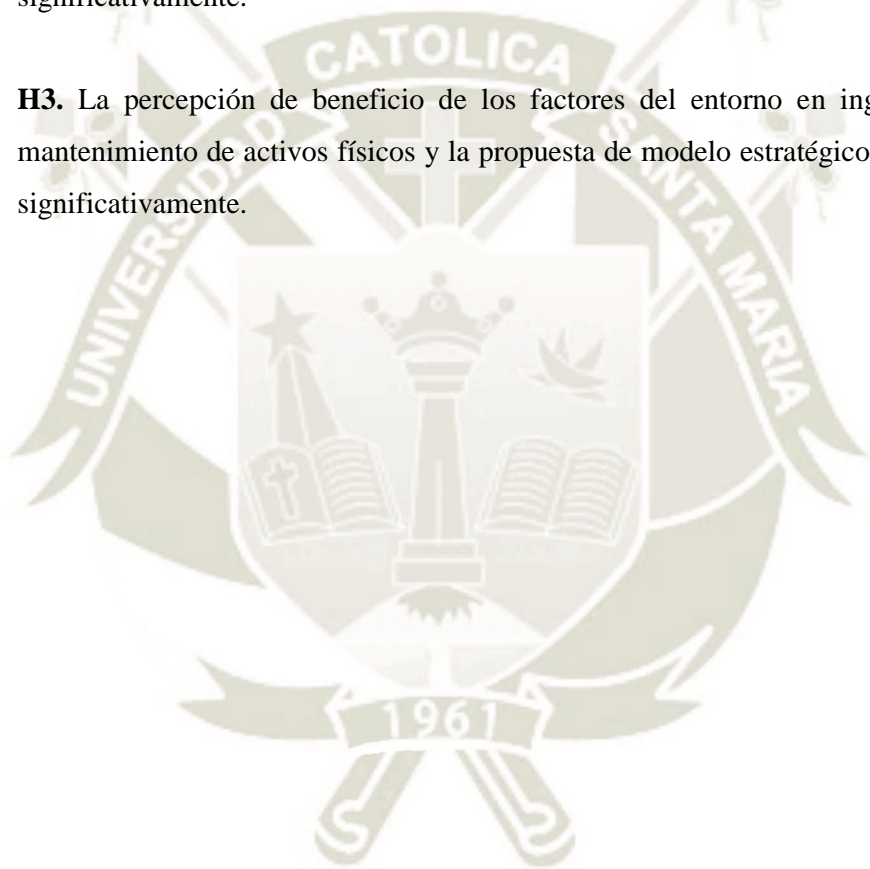 significativamente.
H3. La percepción de beneficio de los factores del entorno en
mantenimiento de activos físicos y la propuesta de modelo estratégico
significativamente.
UNIVERSIDAD CATOLICA SANTA MARIA
1961